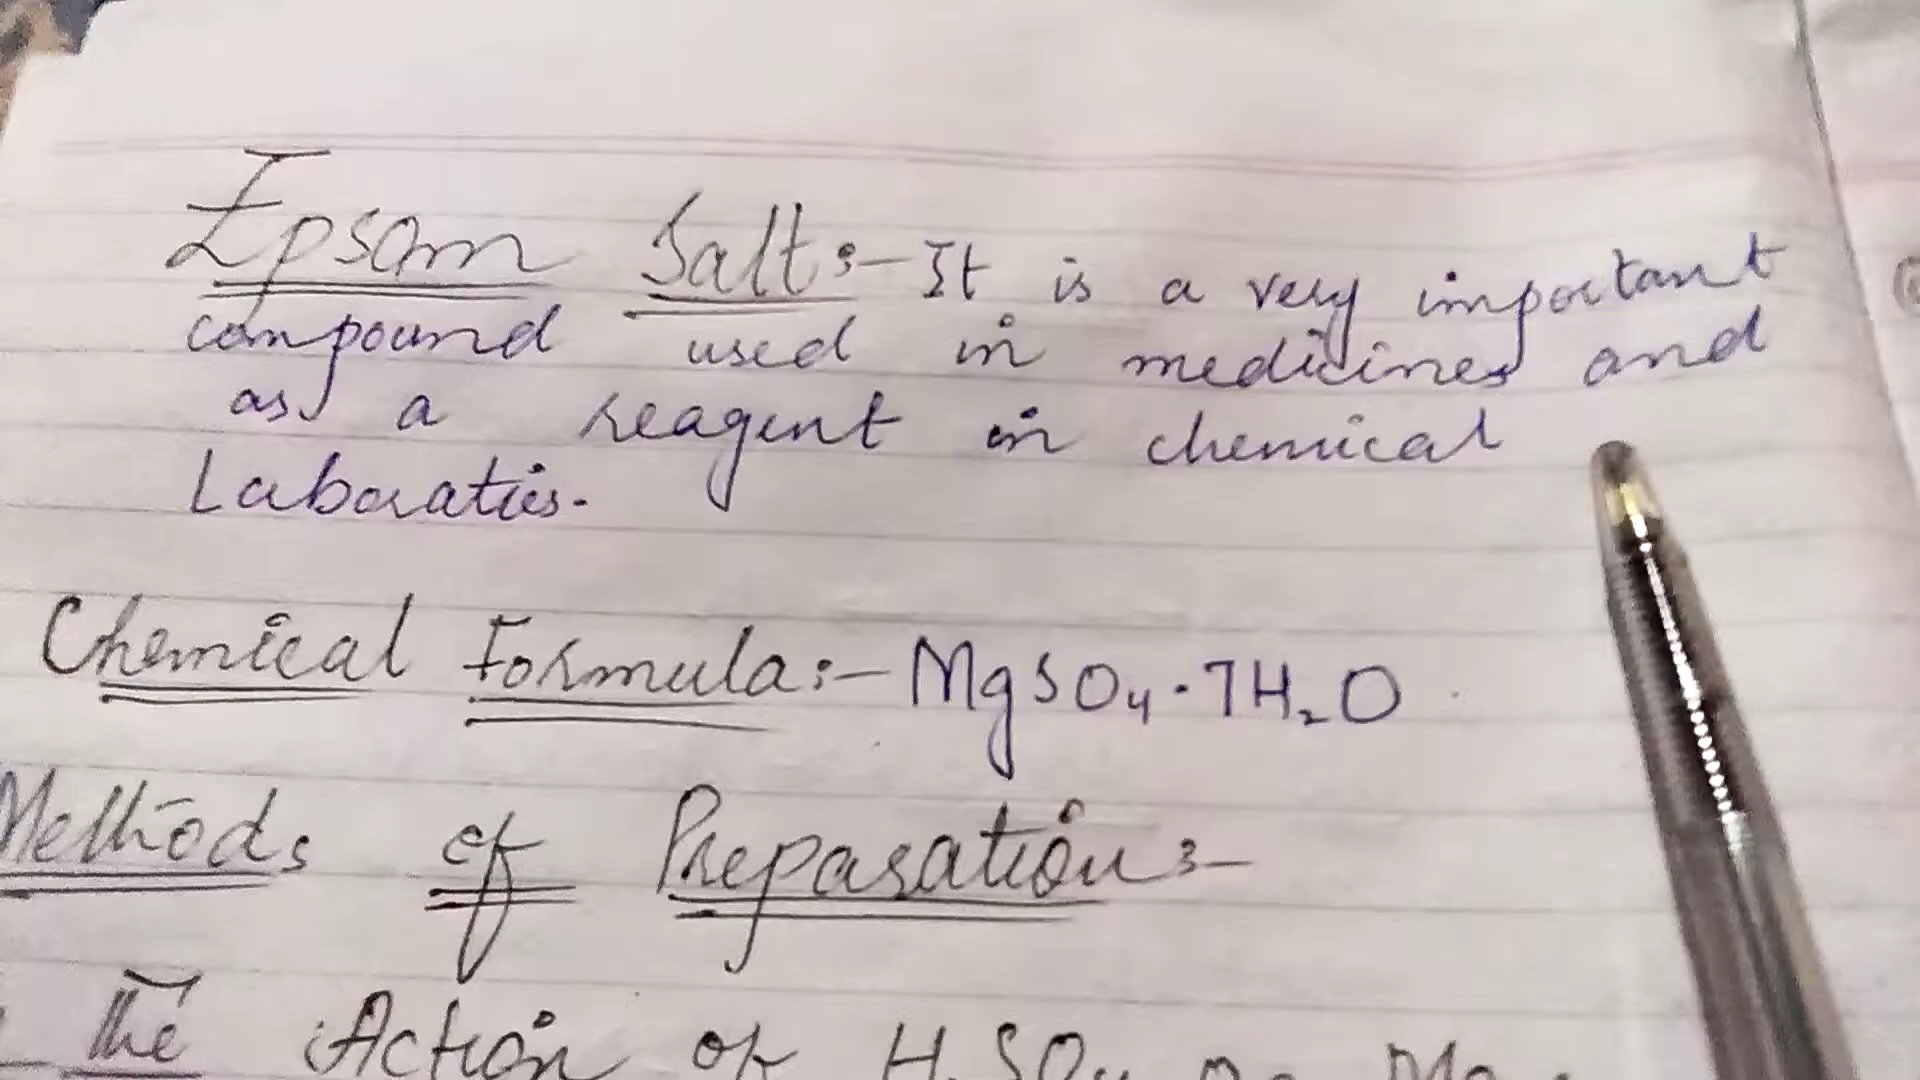 Epsom Salt:- It is a very important
compound used in medicines and
as a reagent in chemical
Laboraties.
Chemical Formula:- MgSO₄·7H₂O
Methods of Preparation:-
The Action of H₂SO₄ on Mg